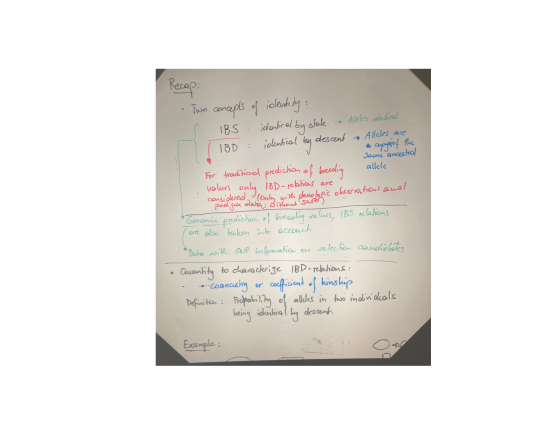 Recap:
• Two concepts of identity:
IBS : identical by state → Alleles identical
IBD : identical by descent → Alleles are
a copy of the
same ancestral
allele
For traditional prediction of breeding
values only IBD-relations are
considered, (Only with phenotypic observations and
pedigree data, without SNP)
Genomic prediction of breeding values, IBS relations
are also taken into account
Data with SNP information on selection candidates
• Quantity to characterise IBD-relations:
→ coancestry or coefficient of kinship
Definition: Probability of alleles in two individuals
being identical by descent.
Example: